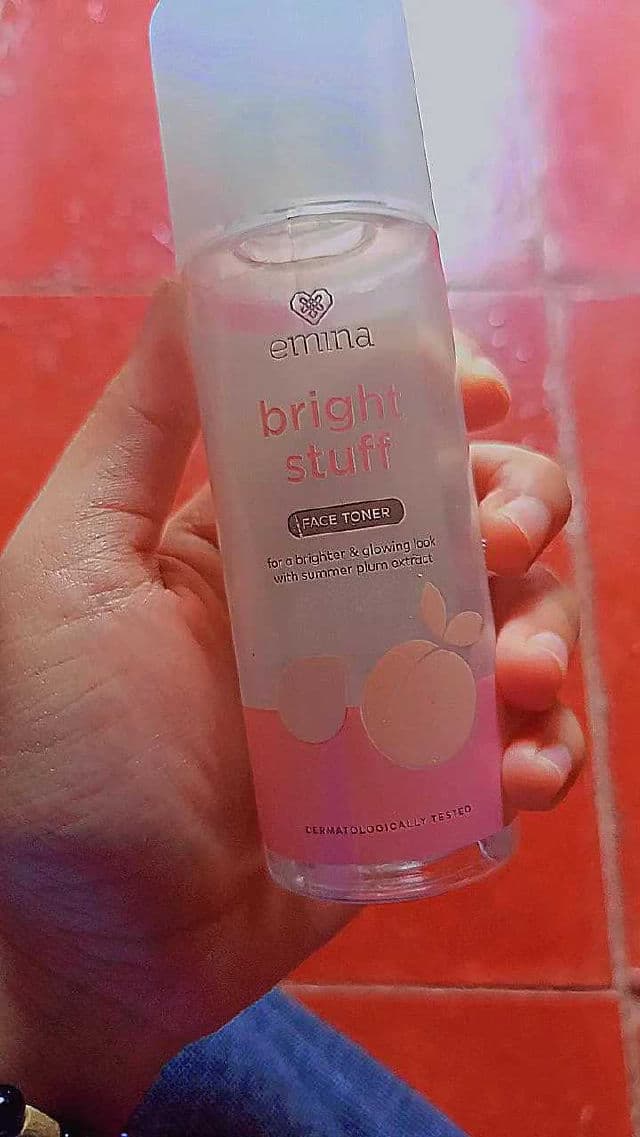 emina
bright
stuff
FACE TONER
for a brighter & glowing look
with summer plum extract
DERMATOLOGICALLY TESTED